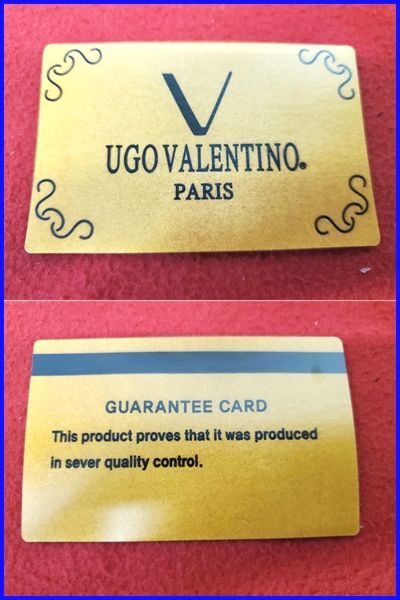 V
UGO VALENTINO.
PARIS
GUARANTEE CARD
This product proves that it was produced
in sever quality control.